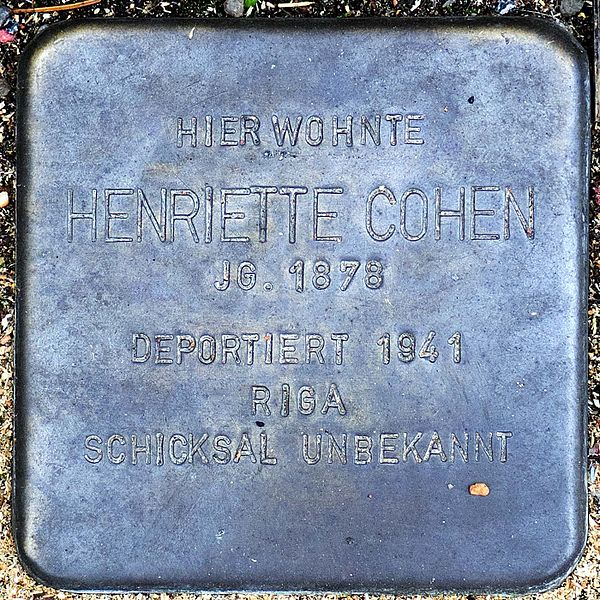 HIER WOHNTE
HENRIETTE COHEN
JG. 1878
DEPORTIERT 1941
RIGA
SCHICKSAL UNBEKANNT